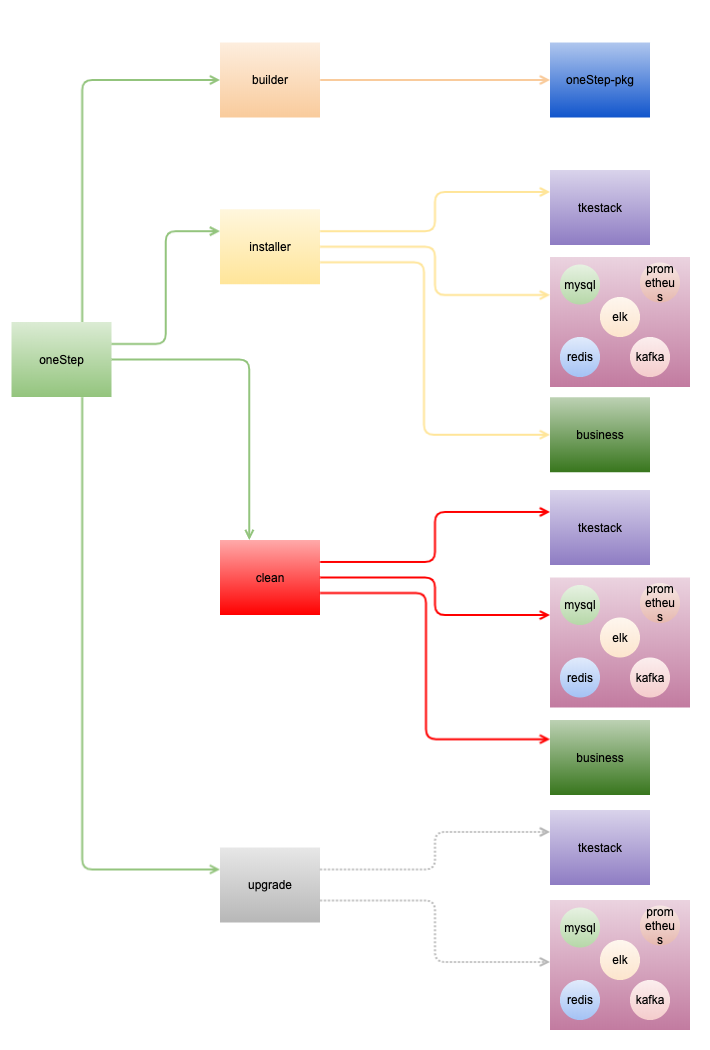 builder
oneStep-pkg
tkestack
installer
mysql
prom
etheu
s
elk
redis
kafka
oneStep
business
tkestack
clean
mysql
prom
etheu
s
elk
redis
kafka
business
tkestack
upgrade
mysql
prom
etheu
s
elk
redis
kafka